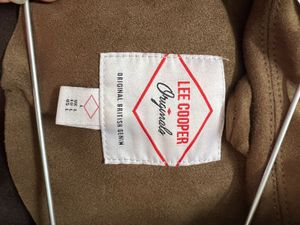 LEE COOPER
Originals
ORIGINAL BRITISH DENIM